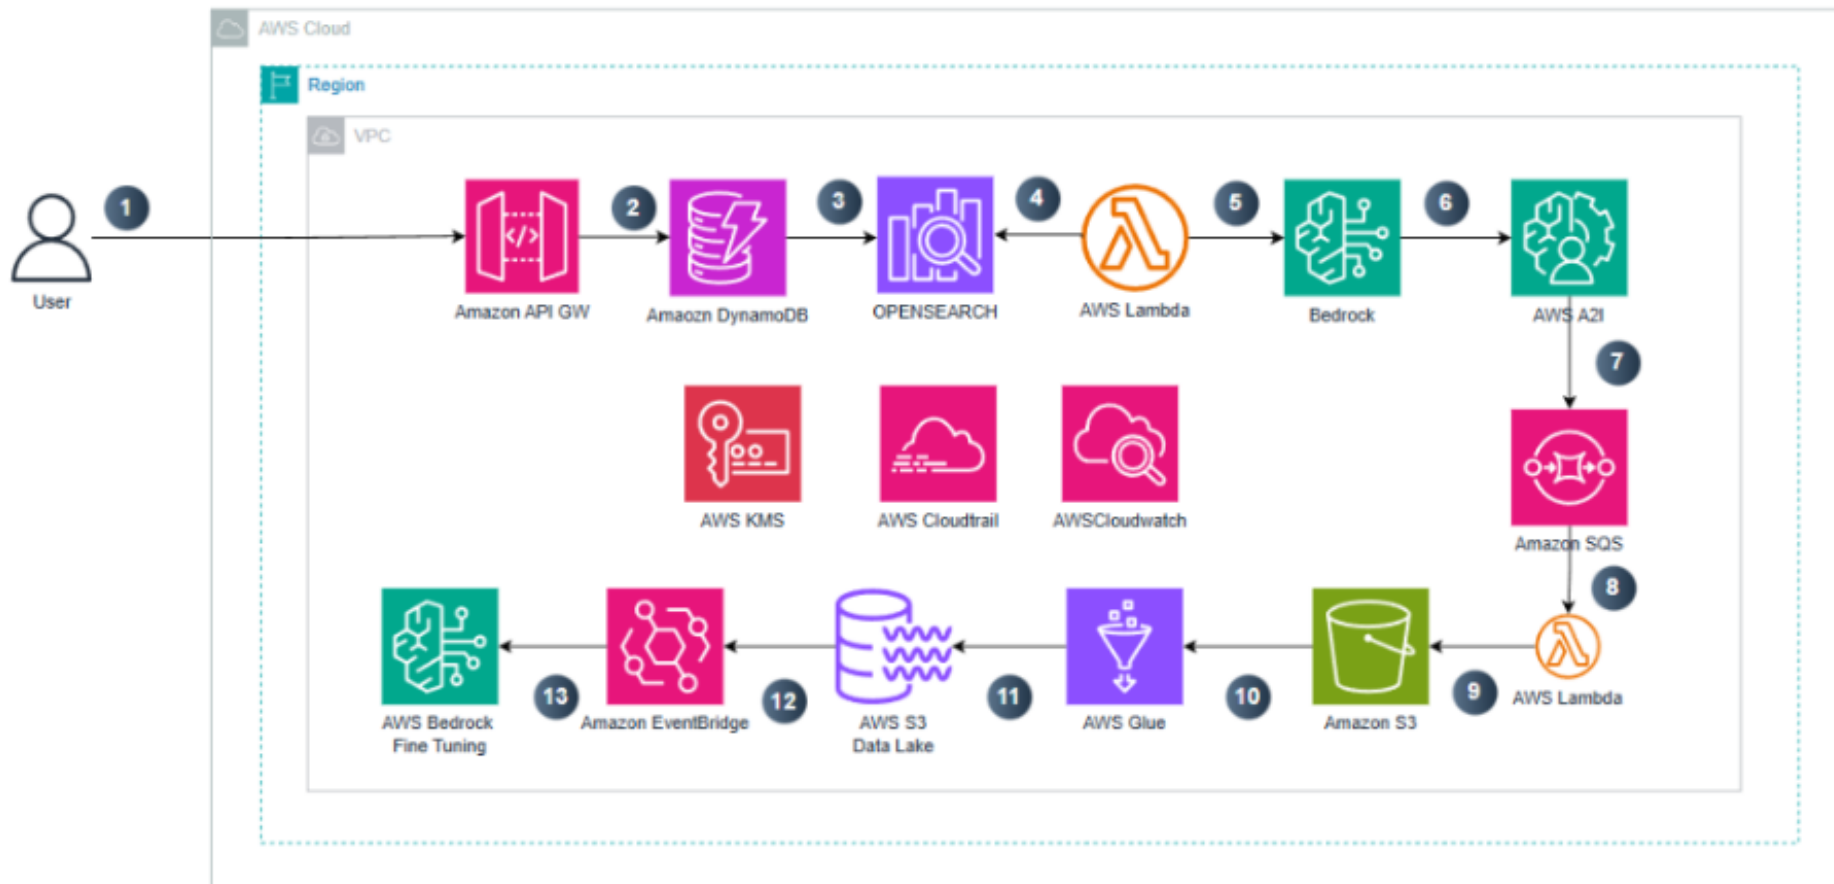 AWS Cloud
Region
VPC
1
2
3
4
5
6
User
Amazon API GW
Amaozn DynamoDB
OPENSEARCH
AWS Lambda
Bedrock
AWS A2I
7
AWS KMS
AWS Cloudtrail
AWSCloudwatch
Amazon SQS
8
AWS Lambda
9
Amazon S3
10
AWS Glue
11
AWS S3
Data Lake
12
Amazon EventBridge
13
AWS Bedrock
Fine Tuning